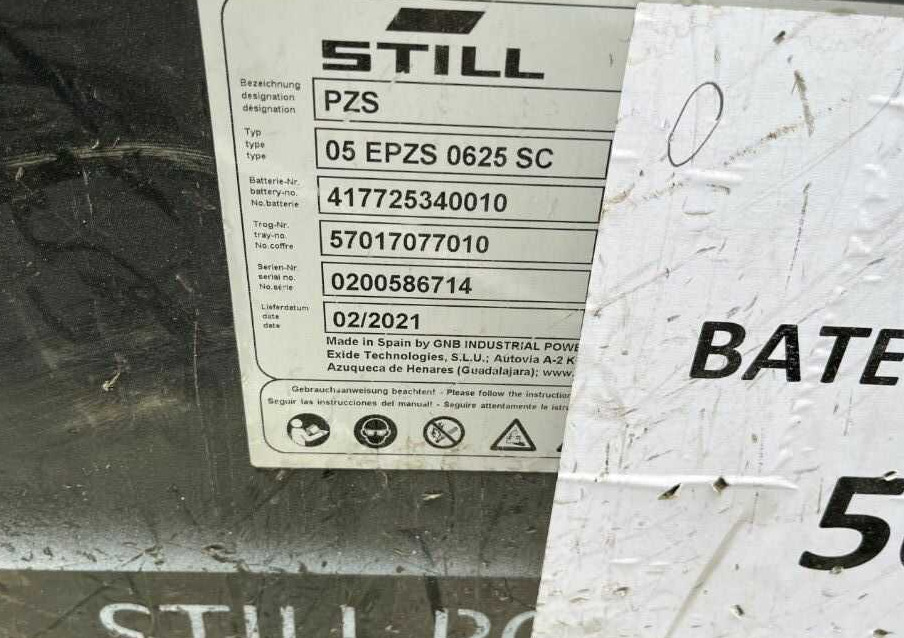 STILL
Bezeichnung
designation
désignation
PZS
Typ
type
type
05 EPZS 0625 SC
Batterie-Nr.
battery-no.
No.batterie
417725340010
Trog-Nr.
tray-no.
No.coffre
57017077010
Serien-Nr.
serial no.
No.série
0200586714
Lieferdatum
date
date
02/2021
Made in Spain by GNB INDUSTRIAL POWE
Exide Technologies, S.L.U.; Autovia A-2 K
Azuqueca de Henares (Guadalajara); www.
Gebrauchsanweisung beachten! - Please follow the instruction
Seguir las instrucciones del manual! - Seguire attentamente le istr
BATE
5
STILL PO